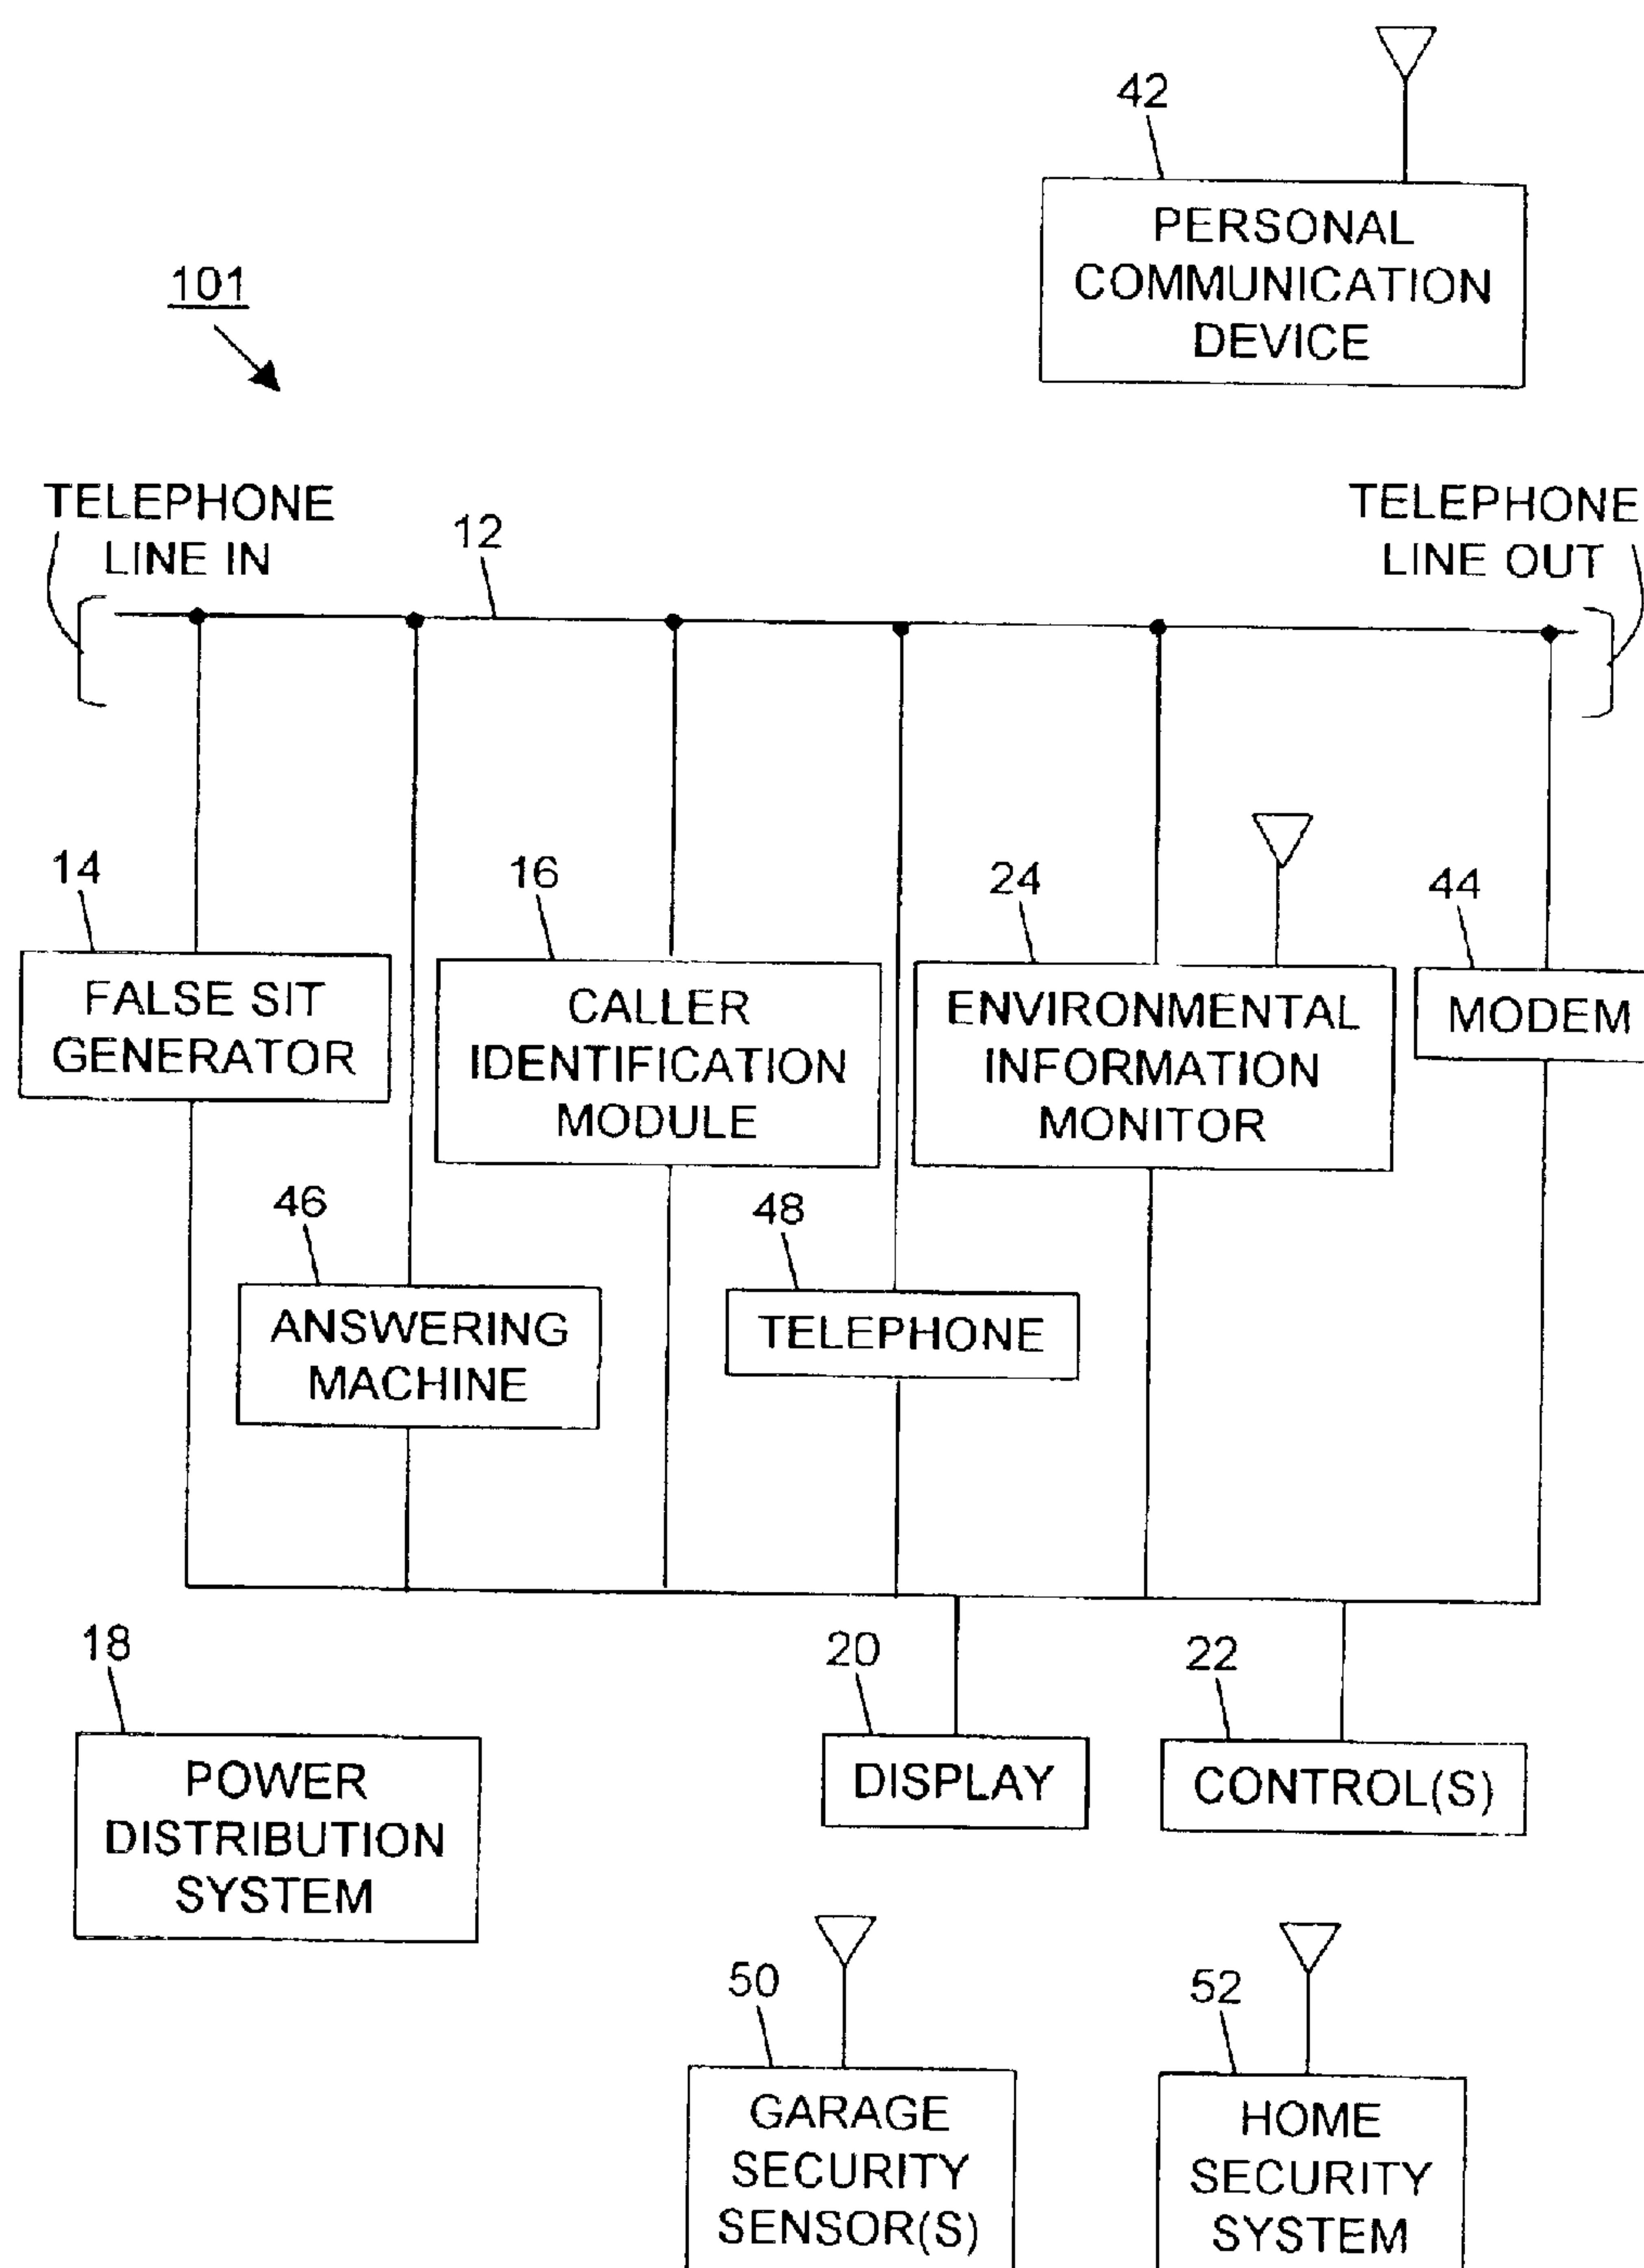 42
PERSONAL
COMMUNICATION
DEVICE
101
TELEPHONE
LINE IN
12
TELEPHONE
LINE OUT
14
FALSE SIT
GENERATOR
16
CALLER
IDENTIFICATION
MODULE
24
ENVIRONMENTAL
INFORMATION
MONITOR
44
MODEM
46
ANSWERING
MACHINE
48
TELEPHONE
18
POWER
DISTRIBUTION
SYSTEM
20
DISPLAY
22
CONTROL(S)
50
GARAGE
SECURITY
SENSOR(S)
52
HOME
SECURITY
SYSTEM